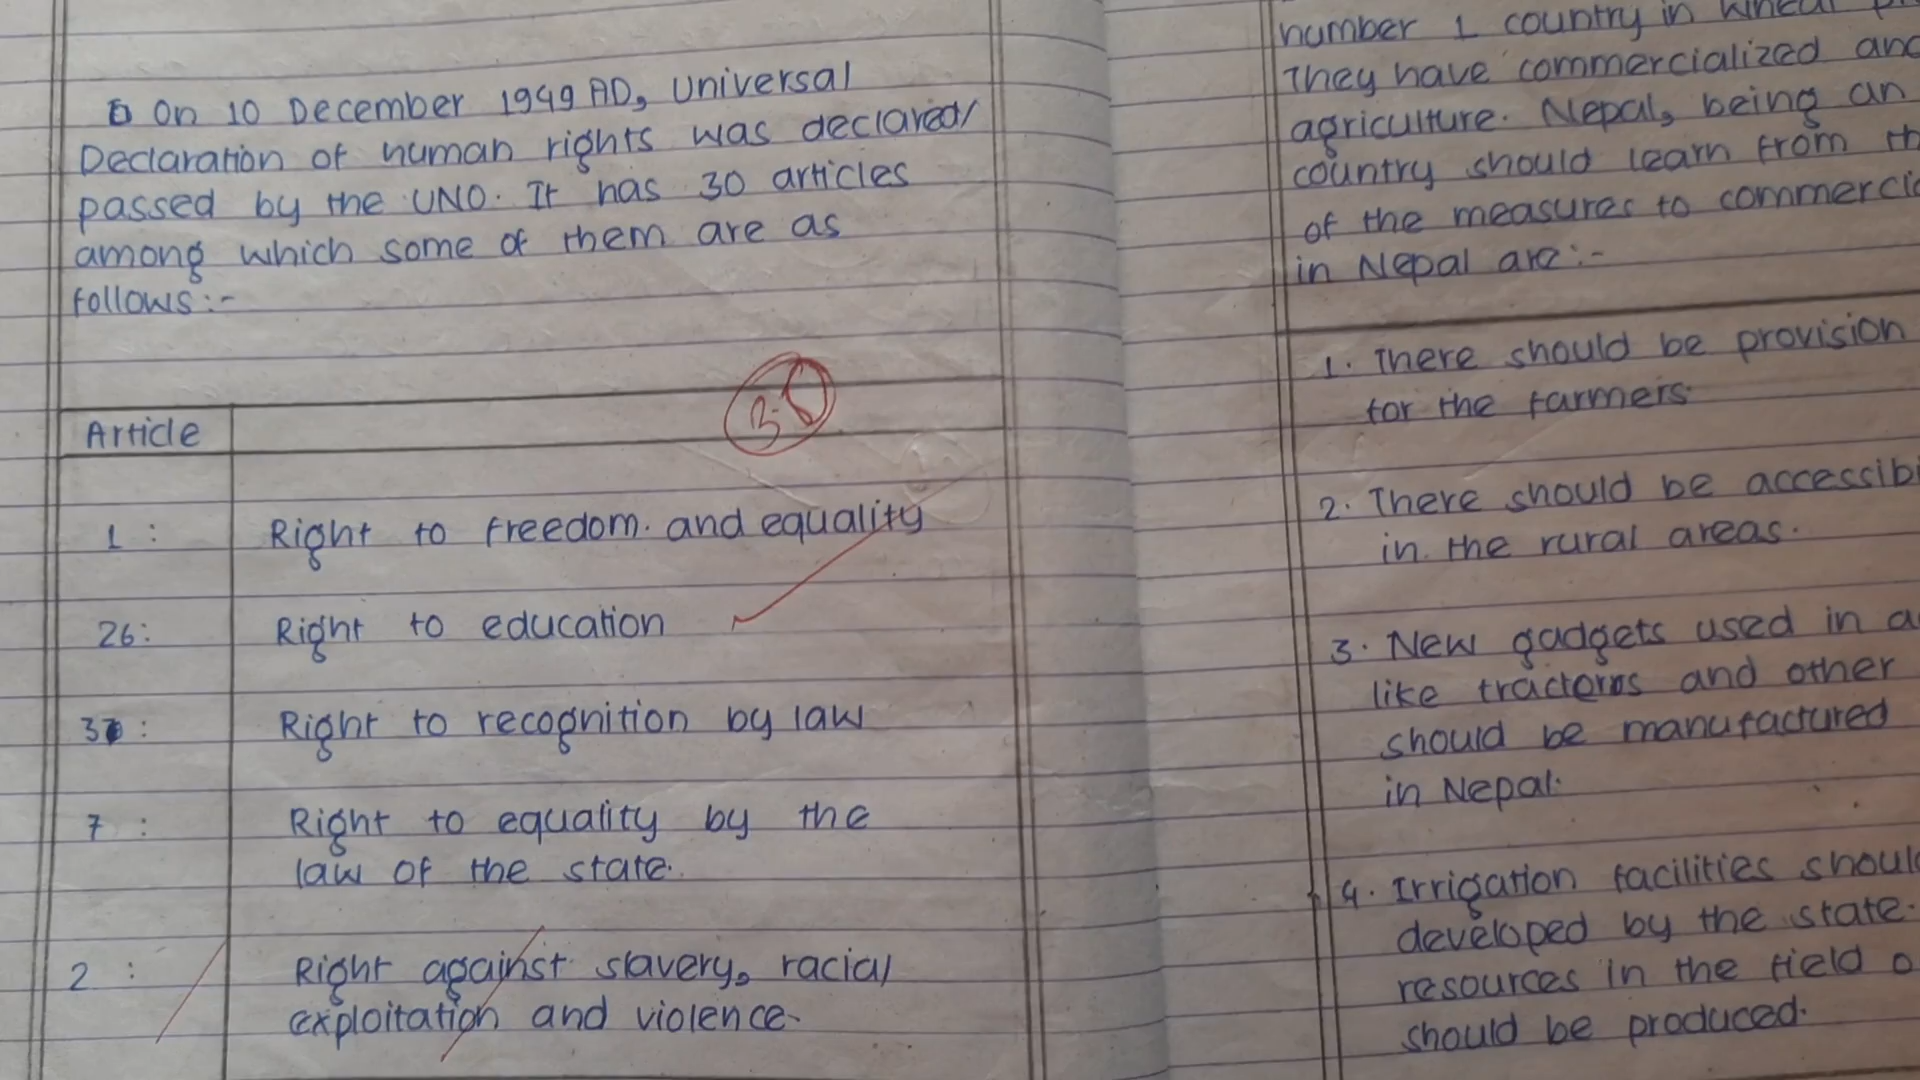 On 10 December 1949 AD, Universal
Declaration of human rights was declared/
passed by the UNO. It has 30 articles
among which some of them are as
follows:-
Article
1 : Right to freedom. and equality
26: Right to education
: Right to recognition by law
7 : Right to equality by the
law of the state.
2 : Right against slavery, racial
exploitation and violence.
number 1 country in
They have commercialized and
agriculture. Nepal, being an
country should learn from
of the measures to
in Nepal are:-
1. There should be provision
for the farmers.
2. There should be
in the rural areas.
3. New gadgets used in
like tractors and other
should be manufactured
in Nepal.
4. Irrigation facilities
developed by the state.
resources in the field
should be produced.